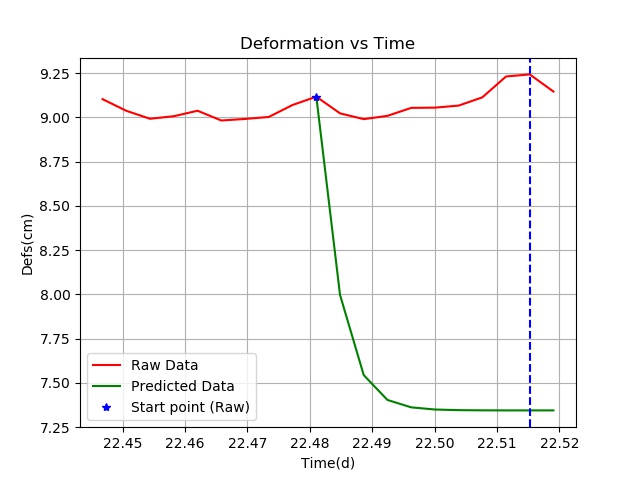 Deformation vs Time
Defs(cm)
9.25
9.00
8.75
8.50
8.25
8.00
7.75
7.50
7.25
Raw Data
Predicted Data
Start point (Raw)
22.45 22.46 22.47 22.48 22.49 22.50 22.51 22.52
Time(d)